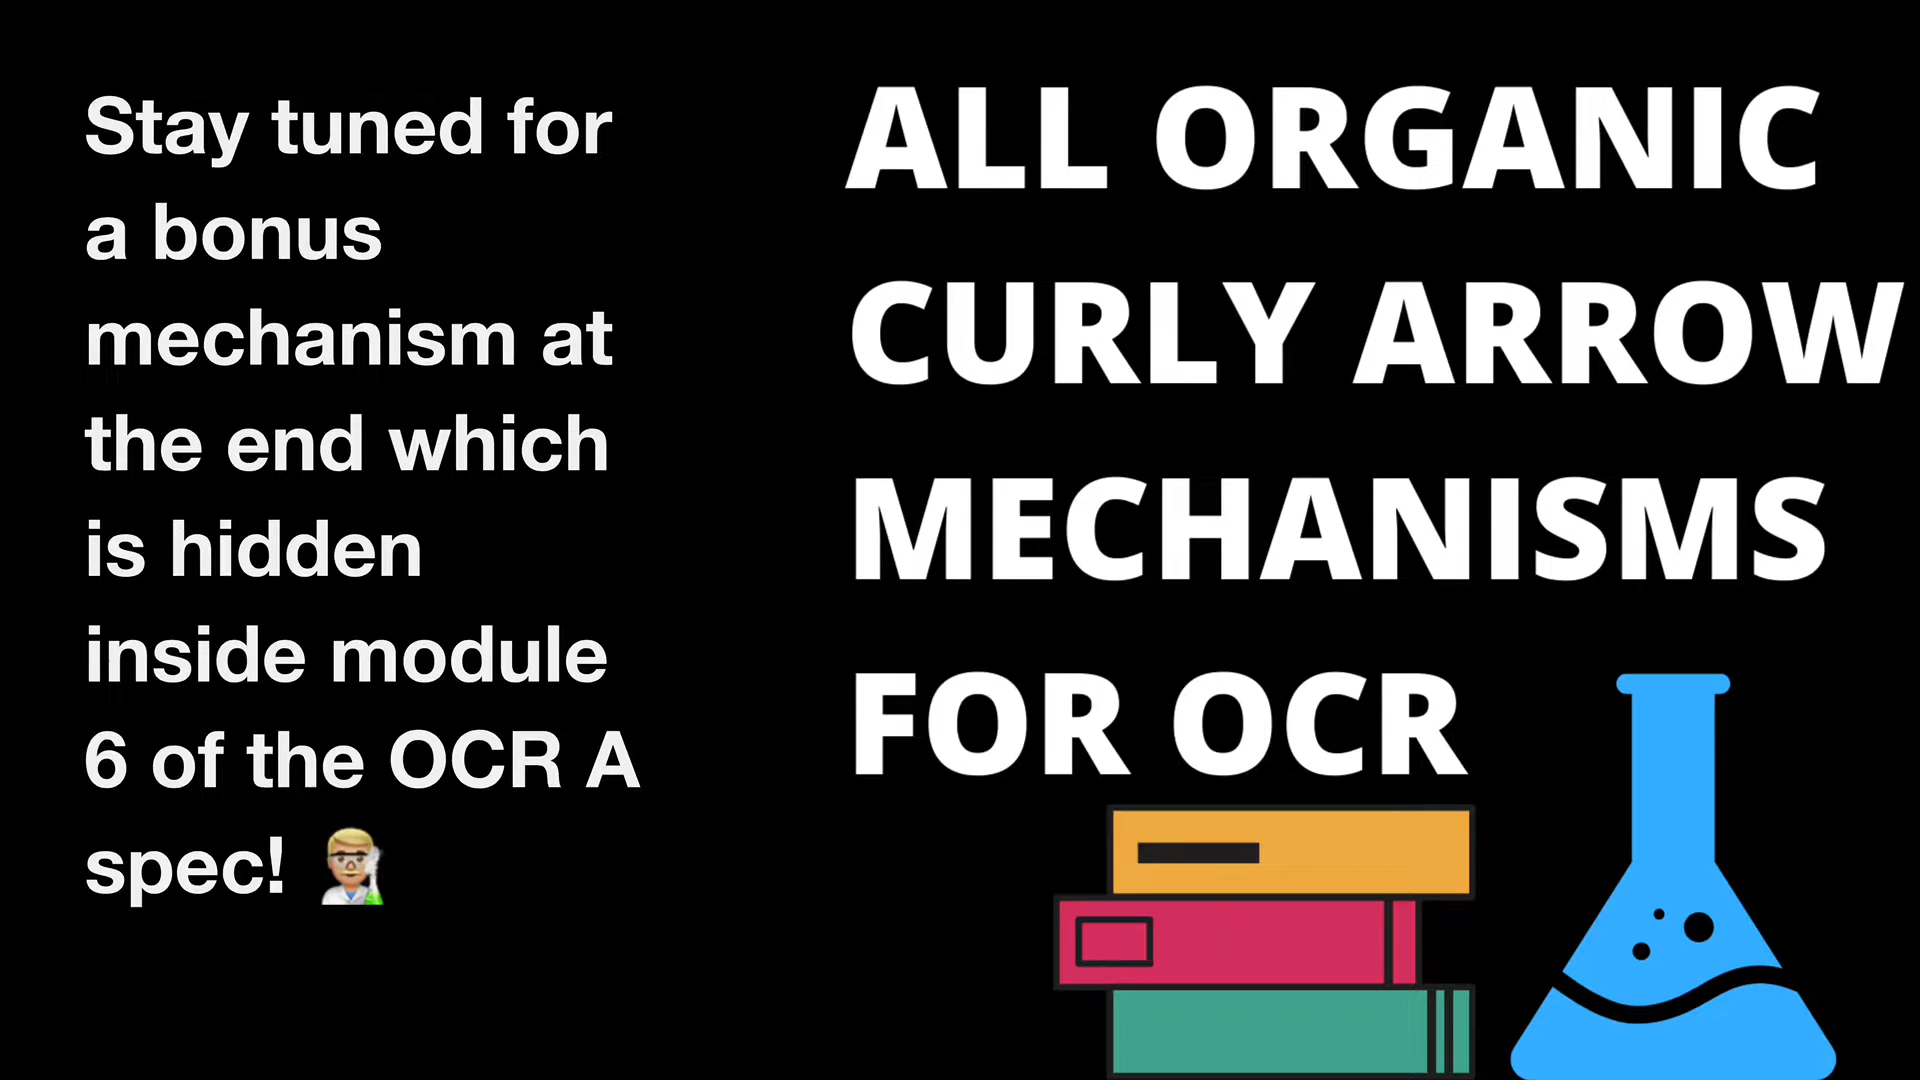 Stay tuned for
a bonus
mechanism at
the end which
is hidden
inside module
6 of the OCR A
spec!
ALL ORGANIC
CURLY ARROW
MECHANISMS
FOR OCR